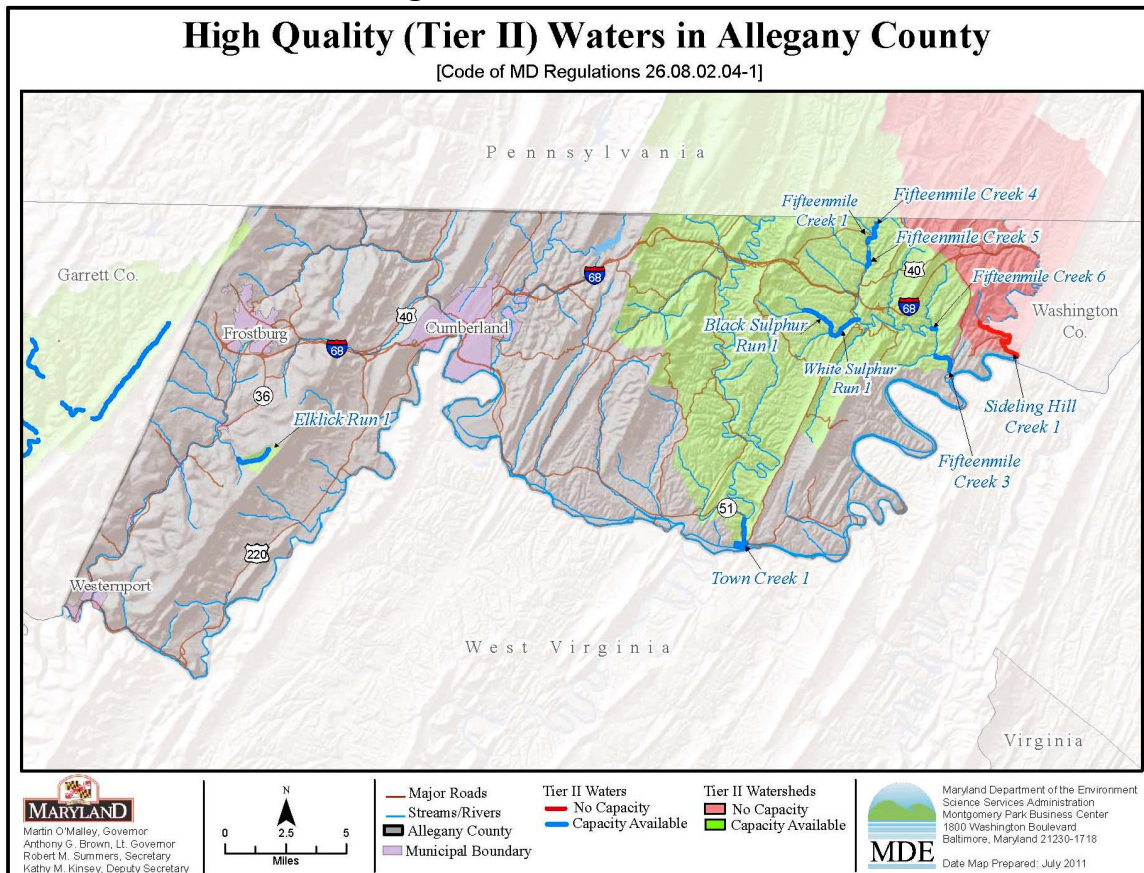 High Quality (Tier II) Waters in Allegany County
[Code of MD Regulations 26.08.02.04-1]
Pennsylvania
Fifteenmile
Creek 1
Fifteenmile Creek 4
Fifteenmile Creek 5
Garrett Co.
40
68
Fifteenmile Creek 6
68
Washington
Co.
40
Frostburg
Cumberland
Black Sulphur
Run 1
68
White Sulphur
Run 1
36
Elklick Run 1
Sideling Hill
Creek 1
Fifteenmile
Creek 3
51
220
Town Creek 1
Westernport
West Virginia
Virginia
MARYLAND
Martin O'Malley, Governor
Anthony G. Brown, Lt. Governor
Robert M. Summers, Secretary
Kathy M. Kinsey, Deputy Secretary
N
0 2.5 5
Miles
Major Roads
Streams/Rivers
Allegany County
Municipal Boundary
Tier II Waters
No Capacity
Capacity Available
Tier II Watersheds
No Capacity
Capacity Available
MDE
Maryland Department of the Environment
Science Services Administration
Montgomery Park Business Center
1800 Washington Boulevard
Baltimore, Maryland 21230-1718
Date Map Prepared: July 2011